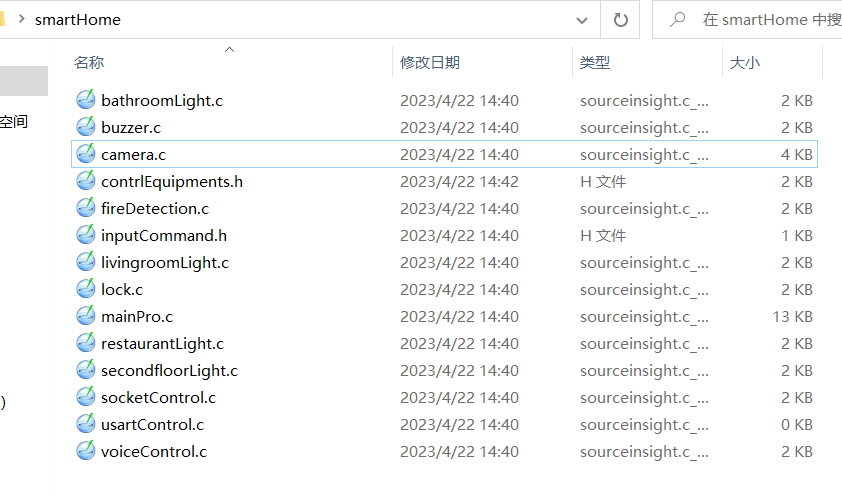 smartHome
在 smartHome 中搜
名称 修改日期 类型 大小
空间
bathroomLight.c 2023/4/22 14:40 sourceinsight.c_... 2 KB
buzzer.c 2023/4/22 14:40 sourceinsight.c_... 2 KB
camera.c 2023/4/22 14:40 sourceinsight.c_... 4 KB
contrlEquipments.h 2023/4/22 14:42 H 文件 2 KB
fireDetection.c 2023/4/22 14:40 sourceinsight.c_... 2 KB
inputCommand.h 2023/4/22 14:40 H 文件 1 KB
livingroomLight.c 2023/4/22 14:40 sourceinsight.c_... 2 KB
lock.c 2023/4/22 14:40 sourceinsight.c_... 2 KB
mainPro.c 2023/4/22 14:40 sourceinsight.c_... 13 KB
restaurantLight.c 2023/4/22 14:40 sourceinsight.c_... 2 KB
secondfloorLight.c 2023/4/22 14:40 sourceinsight.c_... 2 KB
)
socketControl.c 2023/4/22 14:40 sourceinsight.c_... 2 KB
usartControl.c 2023/4/22 14:40 sourceinsight.c_... 0 KB
voiceControl.c 2023/4/22 14:40 sourceinsight.c_... 2 KB